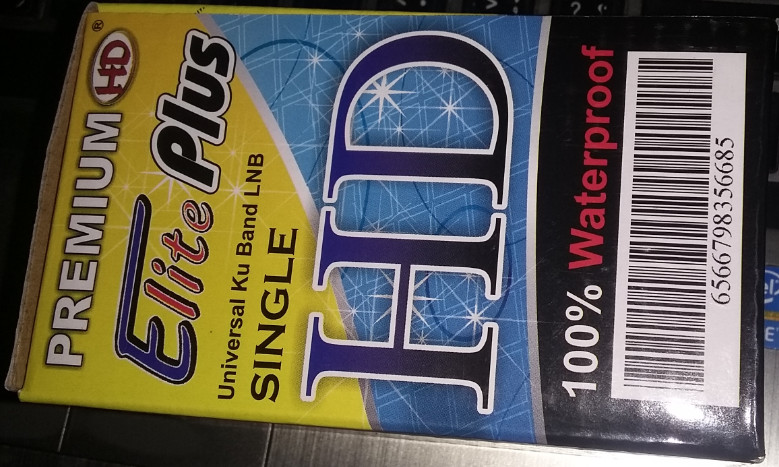 PREMIUM HD ®
Elite Plus
Universal Ku Band LNB
SINGLE
HD
100% Waterproof
6566798356685